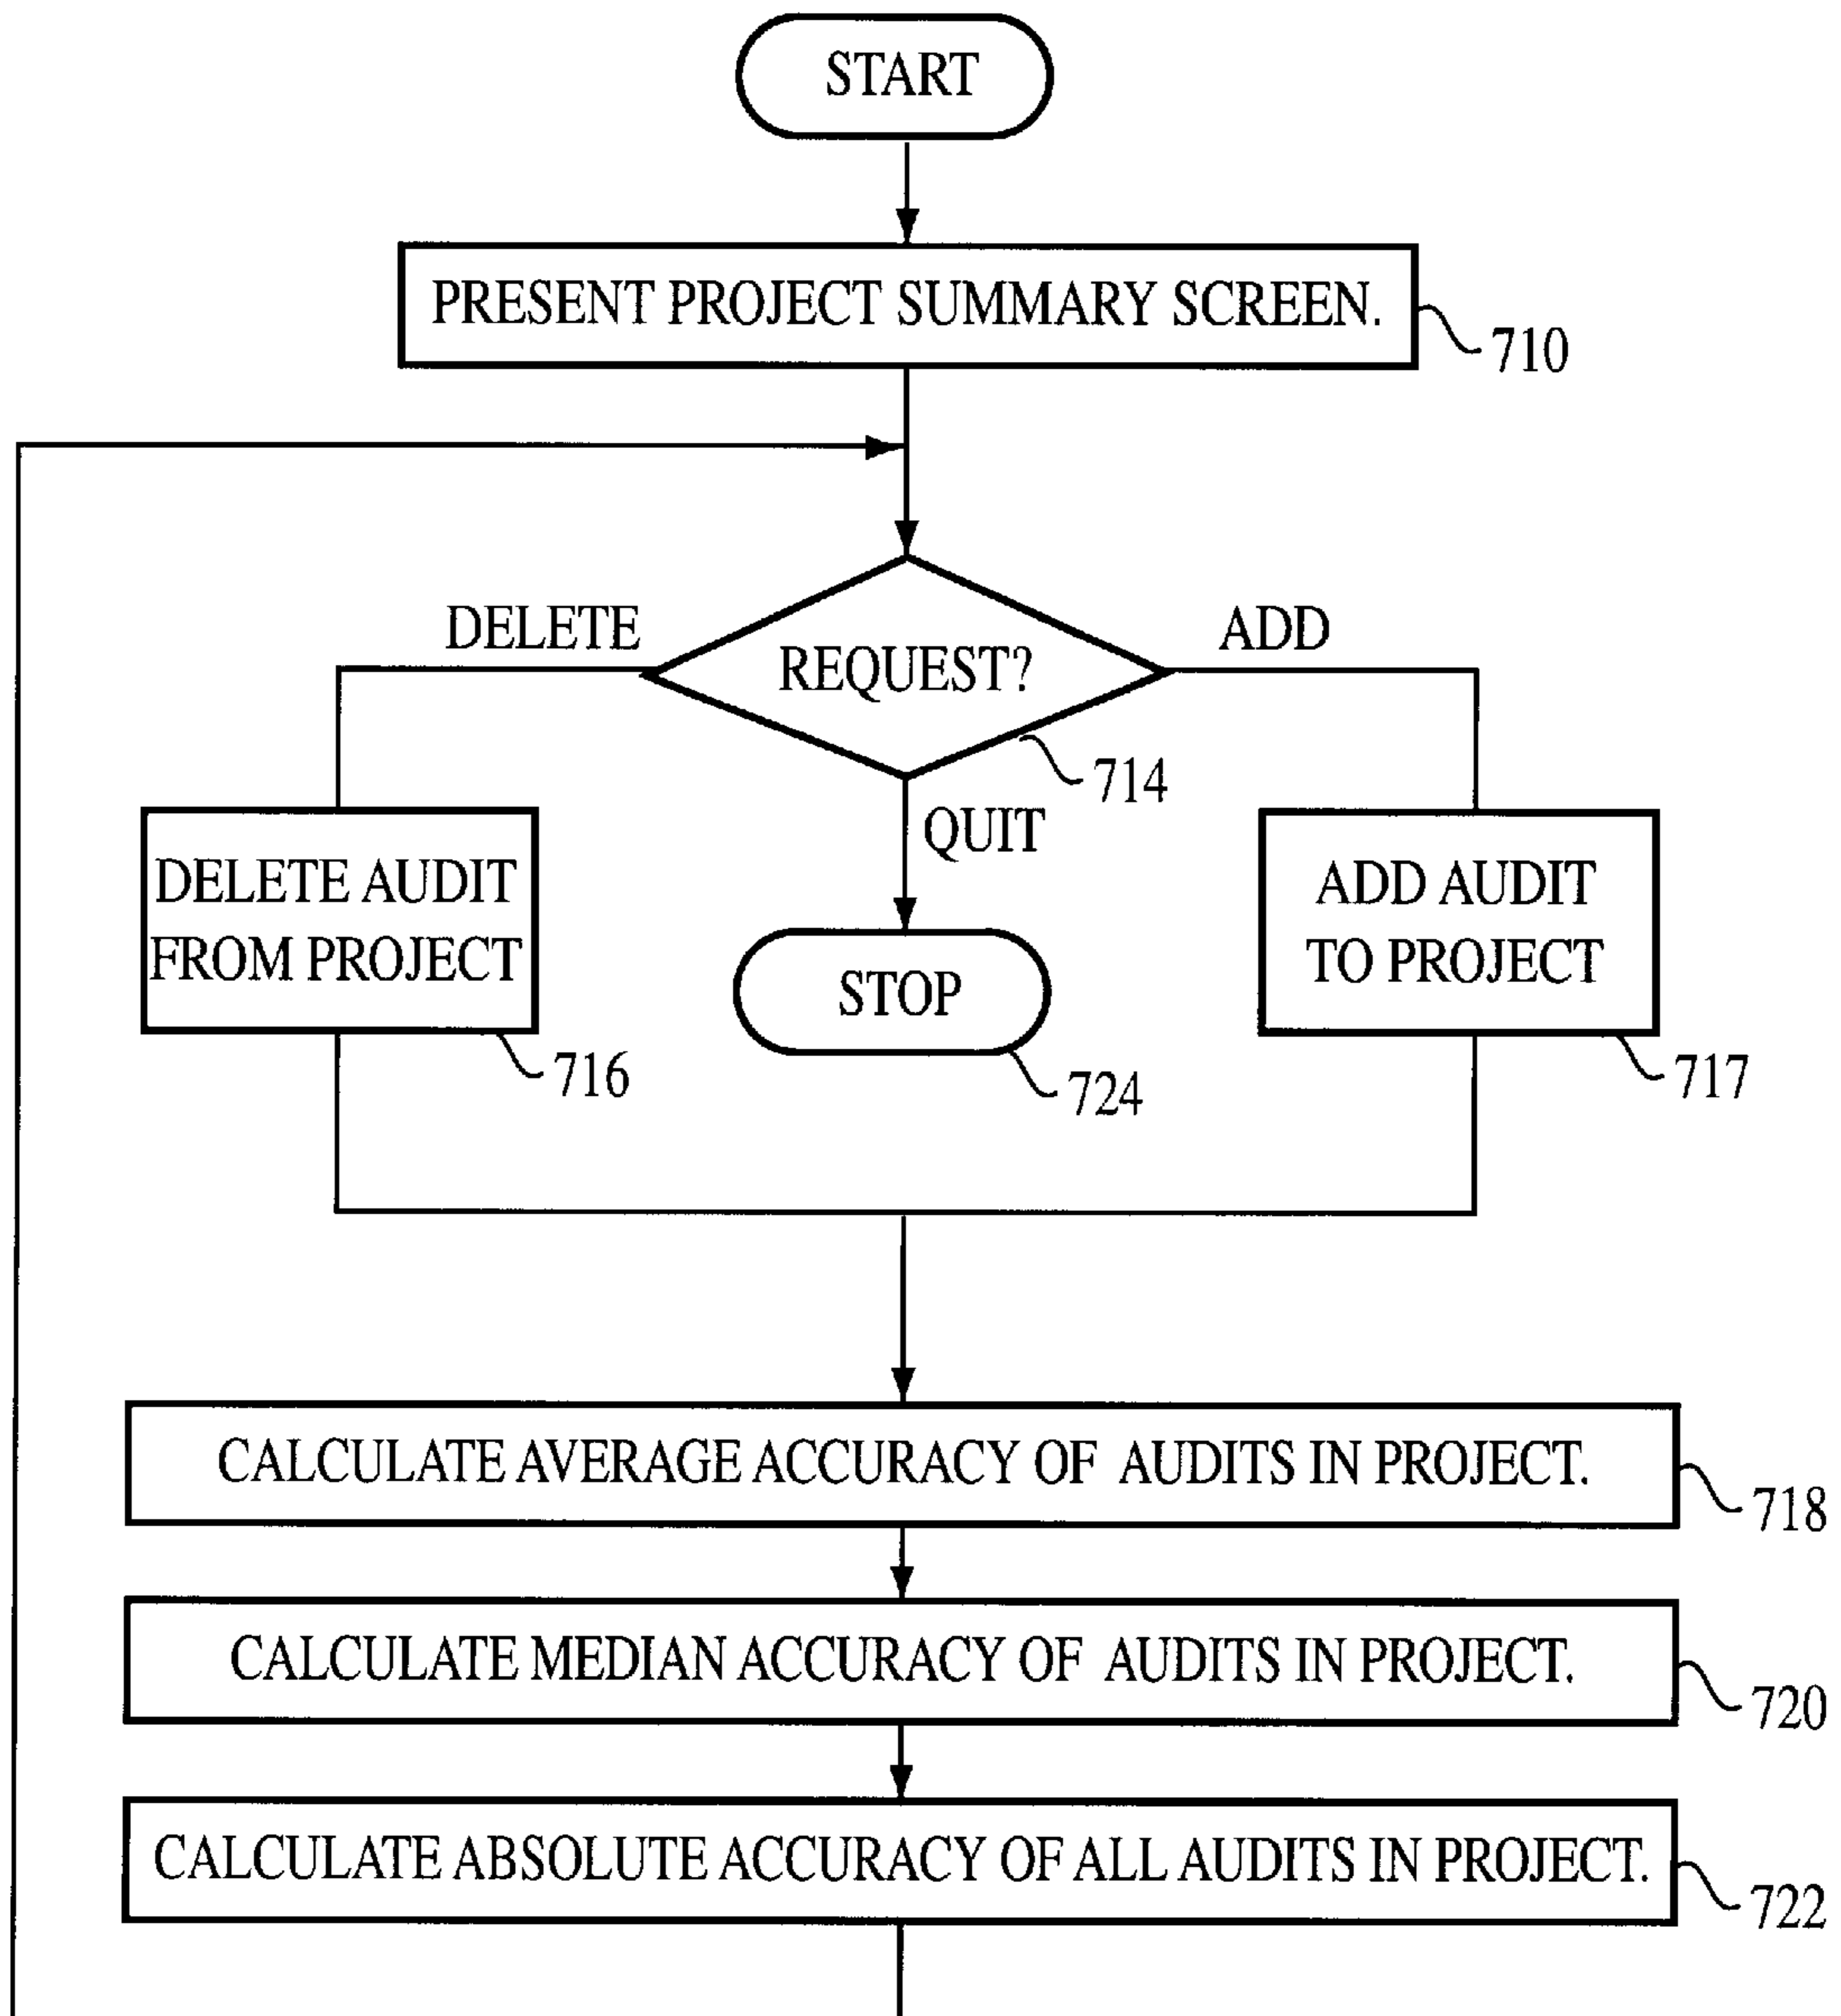 START
PRESENT PROJECT SUMMARY SCREEN.
710
DELETE
ADD
REQUEST?
714
QUIT
DELETE AUDIT
FROM PROJECT
716
STOP
724
ADD AUDIT
TO PROJECT
717
CALCULATE AVERAGE ACCURACY OF AUDITS IN PROJECT.
718
CALCULATE MEDIAN ACCURACY OF AUDITS IN PROJECT.
720
CALCULATE ABSOLUTE ACCURACY OF ALL AUDITS IN PROJECT.
722